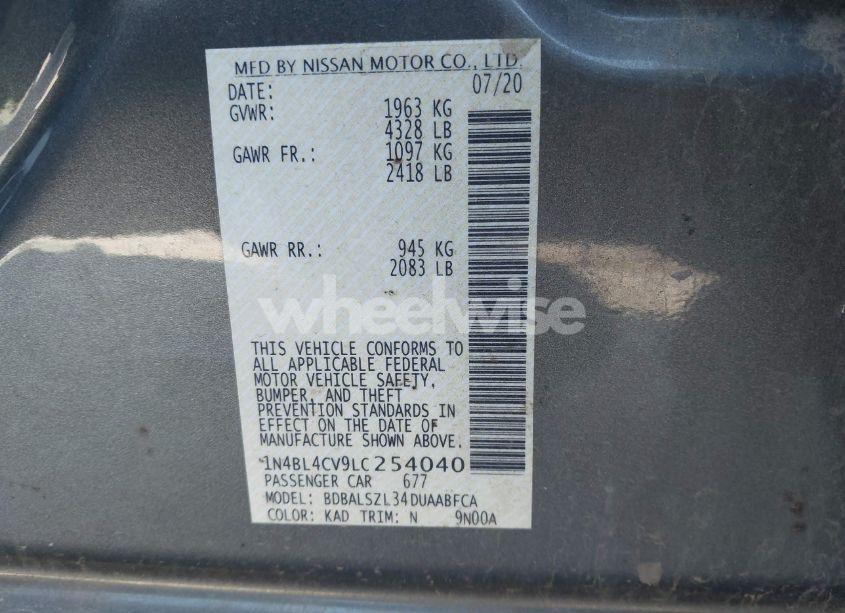 MFD BY NISSAN MOTOR CO., LTD.
DATE: 07/20
GVWR: 1963 KG
4328 LB
GAWR FR.: 1097 KG
2418 LB
GAWR RR.: 945 KG
2083 LB
wheelwise
THIS VEHICLE CONFORMS TO
ALL APPLICABLE FEDERAL
MOTOR VEHICLE SAFETY,
BUMPER, AND THEFT
PREVENTION STANDARDS IN
EFFECT ON THE DATE OF
MANUFACTURE SHOWN ABOVE.
1N4BL4CV9LC254040
PASSENGER CAR 677
MODEL: BDBALSZL34DUAABFCA
COLOR: KAD TRIM: N 9N00A